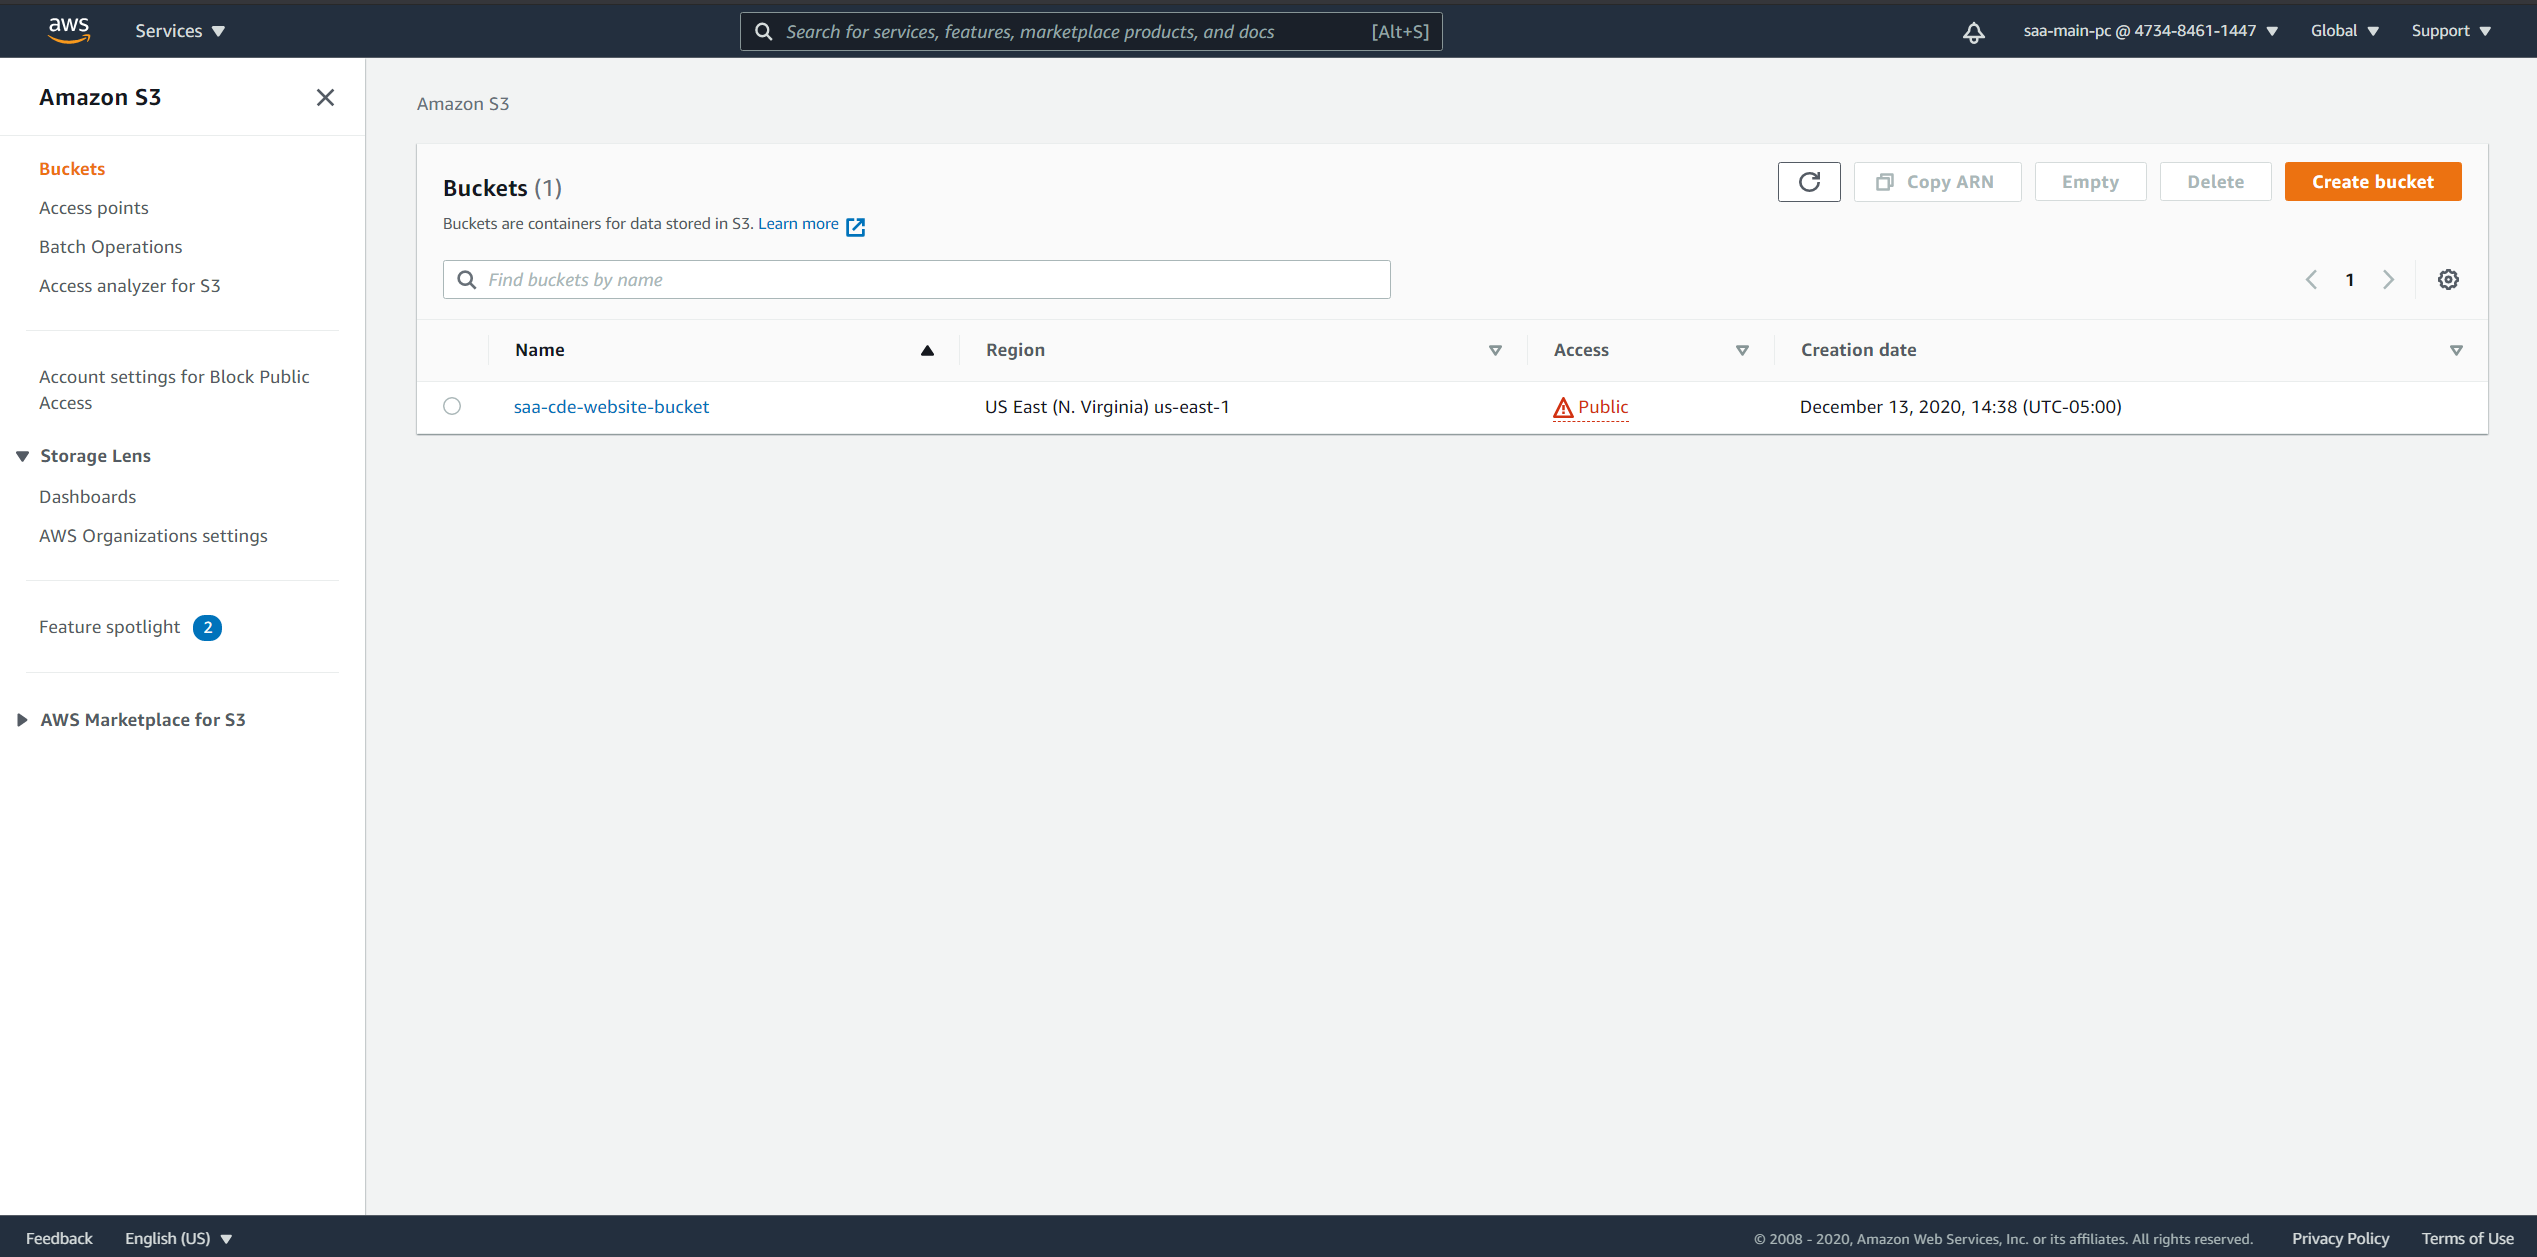 aws
Services
Search for services, features, marketplace products, and docs
[Alt+S]
saa-main-pc @ 4734-8461-1447
Global
Support
Amazon S3
Buckets
Access points
Batch Operations
Access analyzer for S3
Account settings for Block Public
Access
Storage Lens
Dashboards
AWS Organizations settings
Feature spotlight 2
AWS Marketplace for S3
Amazon S3
Buckets (1)
Copy ARN
Empty
Delete
Create bucket
Buckets are containers for data stored in S3. Learn more
Find buckets by name
1
Name
Region
Access
Creation date
saa-cde-website-bucket
US East (N. Virginia) us-east-1
Public
December 13, 2020, 14:38 (UTC-05:00)
Feedback
English (US)
© 2008 - 2020, Amazon Web Services, Inc. or its affiliates. All rights reserved.
Privacy Policy
Terms of Use